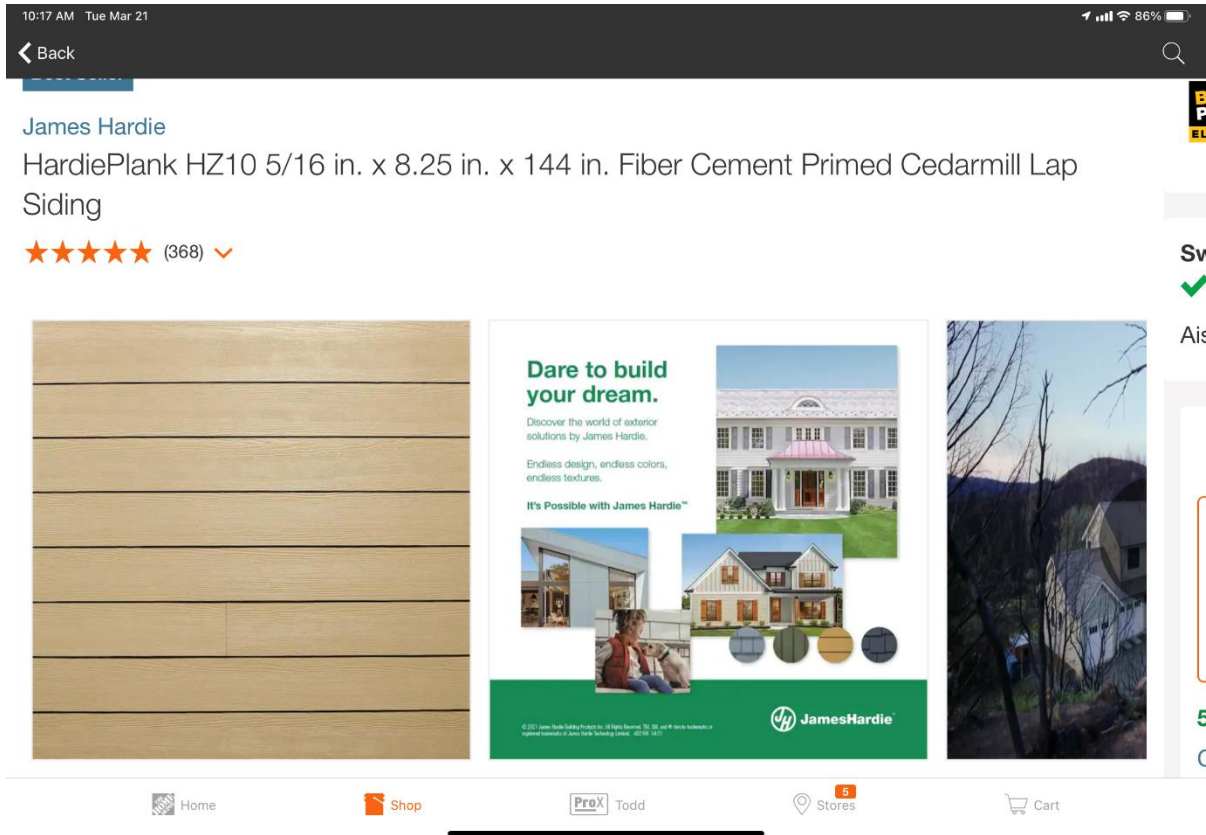 10:17 AM Tue Mar 21
86%
Back
James Hardie
HardiePlank HZ10 5/16 in. x 8.25 in. x 144 in. Fiber Cement Primed Cedarmill Lap
Siding
(368)
Dare to build
your dream.
Discover the world of exterior
solutions by James Hardie.
Endless design, endless colors,
endless textures.
It's Possible with James Hardie™
JH JamesHardie
Sw
Ais
5
Home
Shop
ProX Todd
5
Stores
Cart